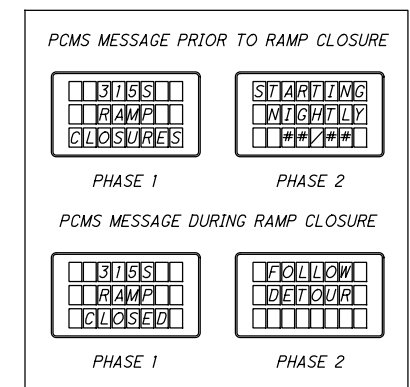 PCMS MESSAGE PRIOR TO RAMP CLOSURE
315S STARTING
RAMP NIGHTLY
CLOSURES ##/##
PHASE 1 PHASE 2
PCMS MESSAGE DURING RAMP CLOSURE
315S FOLLOW
RAMP DETOUR
CLOSED
PHASE 1 PHASE 2